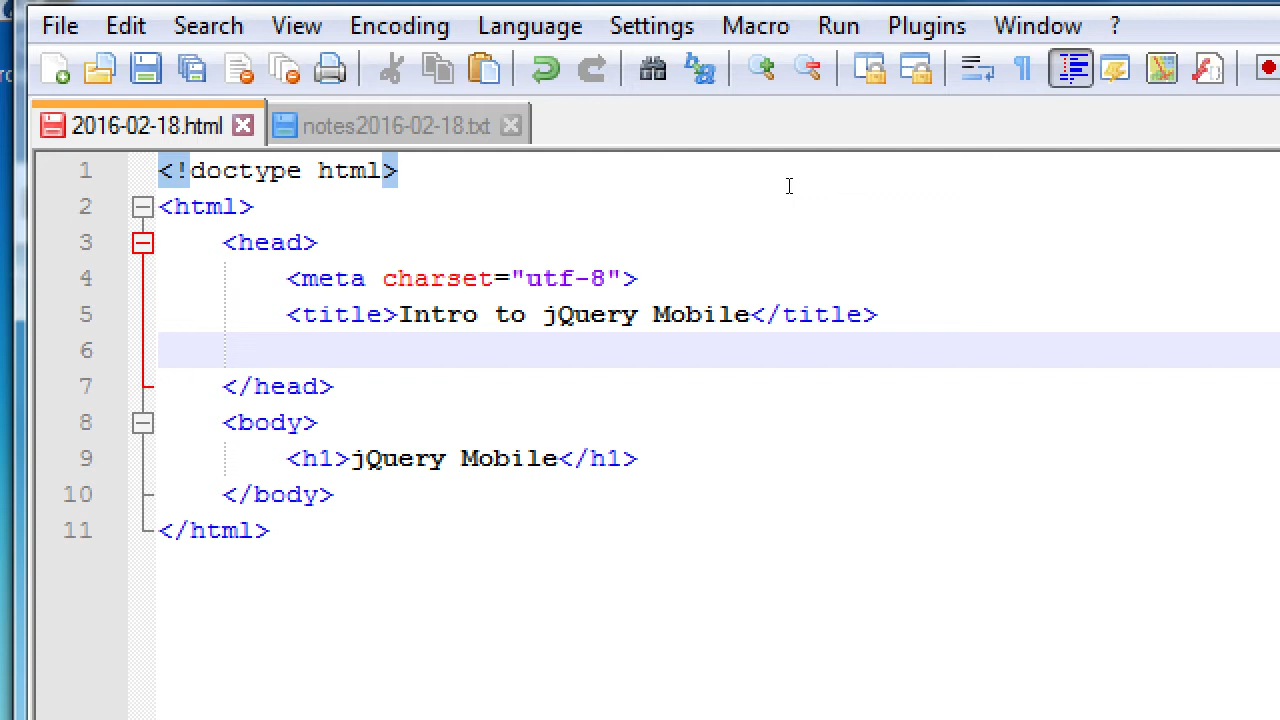 File Edit Search View Encoding Language Settings Macro Run Plugins Window ?
2016-02-18.html notes2016-02-18.txt
1 <!doctype html>
2 <html>
3 <head>
4 <meta charset="utf-8">
5 <title>Intro to jQuery Mobile</title>
6
7 </head>
8 <body>
9 <h1>jQuery Mobile</h1>
10 </body>
11 </html>